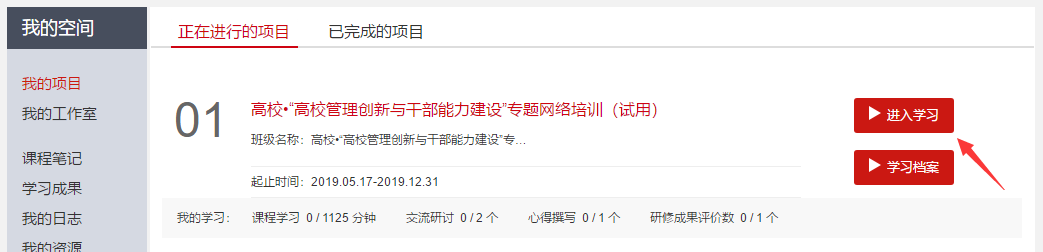 我的空间
正在进行的项目 已完成的项目
我的项目
我的工作室
课程笔记
学习成果
我的日志
我的资源
01
高校•“高校管理创新与干部能力建设”专题网络培训（试用）
班级名称：高校•“高校管理创新与干部能力建设”专...
起止时间：2019.05.17-2019.12.31
进入学习
学习档案
我的学习： 课程学习 0 / 1125 分钟 交流研讨 0 / 2 个 心得撰写 0 / 1 个 研修成果评价数 0 / 1 个